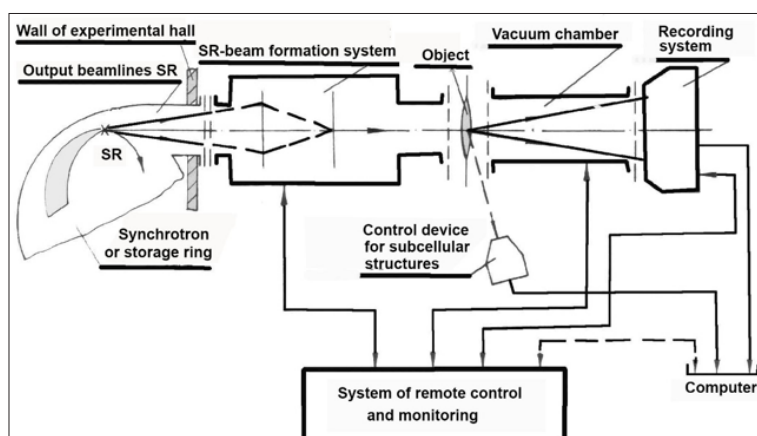 Wall of experimental hall
SR-beam formation system
Object
Vacuum chamber
Recording
system
Output beamlines SR
SR
Synchrotron
or storage ring
Control device
for subcellular
structures
System of remote control
and monitoring
Computer